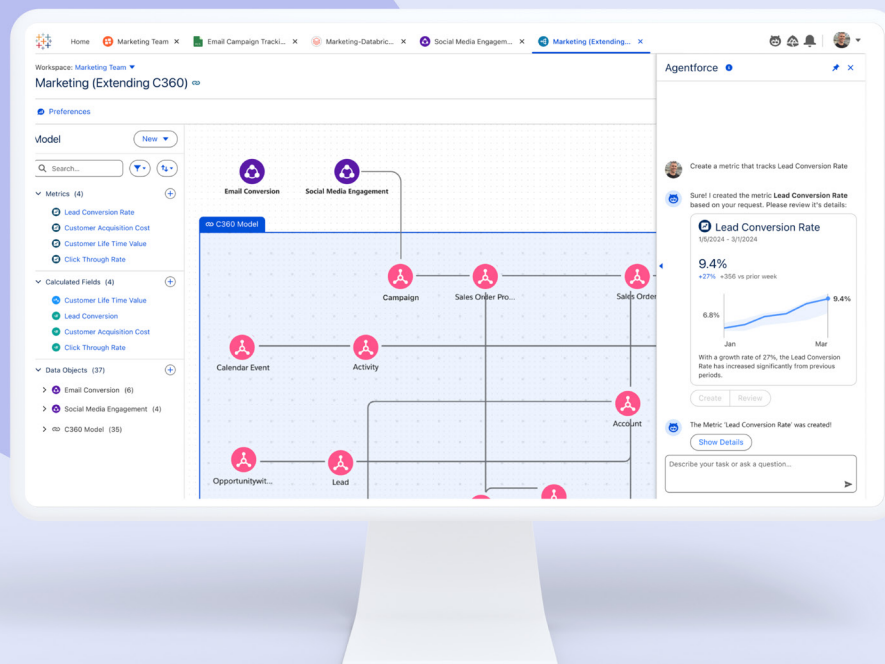 Home
Marketing Team
Email Campaign Tracki...
Marketing-Databric...
Social Media Engagem...
Marketing (Extending...
Workspace: Marketing Team
Marketing (Extending C360)
Preferences
Model
New
Search...
Metrics (4)
Lead Conversion Rate
Customer Acquisition Cost
Customer Life Time Value
Click Through Rate
Calculated Fields (4)
Customer Life Time Value
Lead Conversion
Customer Acquisition Cost
Click Through Rate
Data Objects (37)
Email Conversion (6)
Social Media Engagement (4)
C360 Model (35)
Email Conversion
Social Media Engagement
C360 Model
Campaign
Sales Order Pro...
Sales Order
Calendar Event
Activity
Account
Opportunitywit...
Lead
Agentforce
Create a metric that tracks Lead Conversion Rate
Sure! I created the metric Lead Conversion Rate
based on your request. Please review it's details:
Lead Conversion Rate
1/5/2024 - 3/1/2024
9.4%
+27% +356 vs prior week
9.4%
6.8%
Jan
Mar
With a growth rate of 27%, the Lead Conversion
Rate has increased significantly from previous
periods.
Create
Review
The Metric 'Lead Conversion Rate' was created!
Show Details
Describe your task or ask a question...